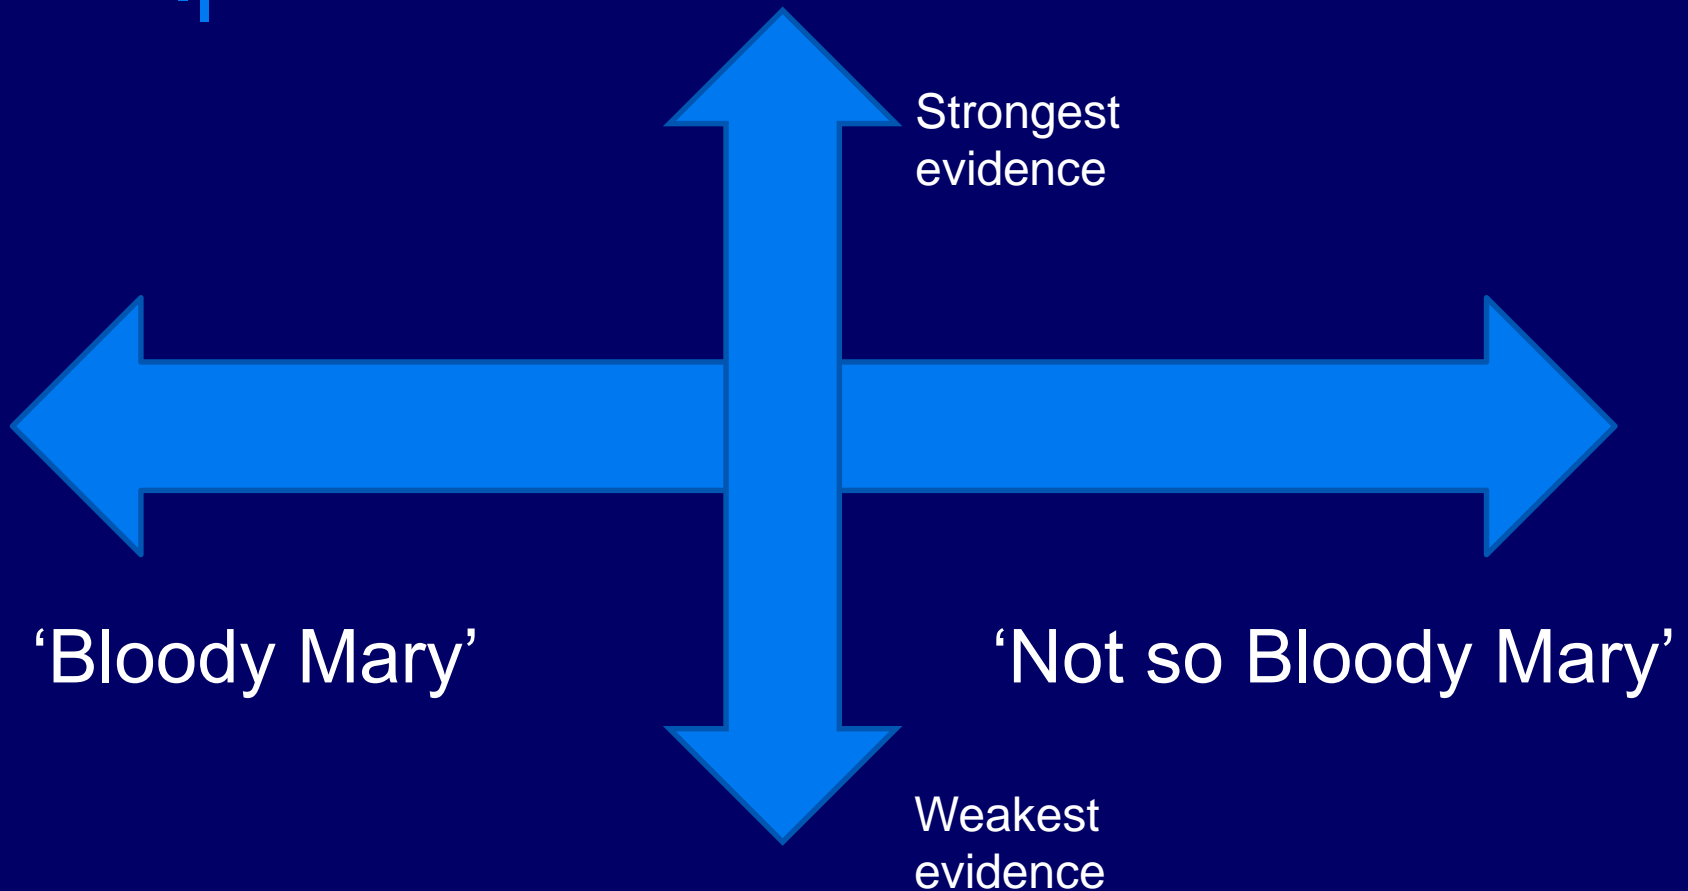 Strongest
evidence
‘Bloody Mary’
‘Not so Bloody Mary’
Weakest
evidence